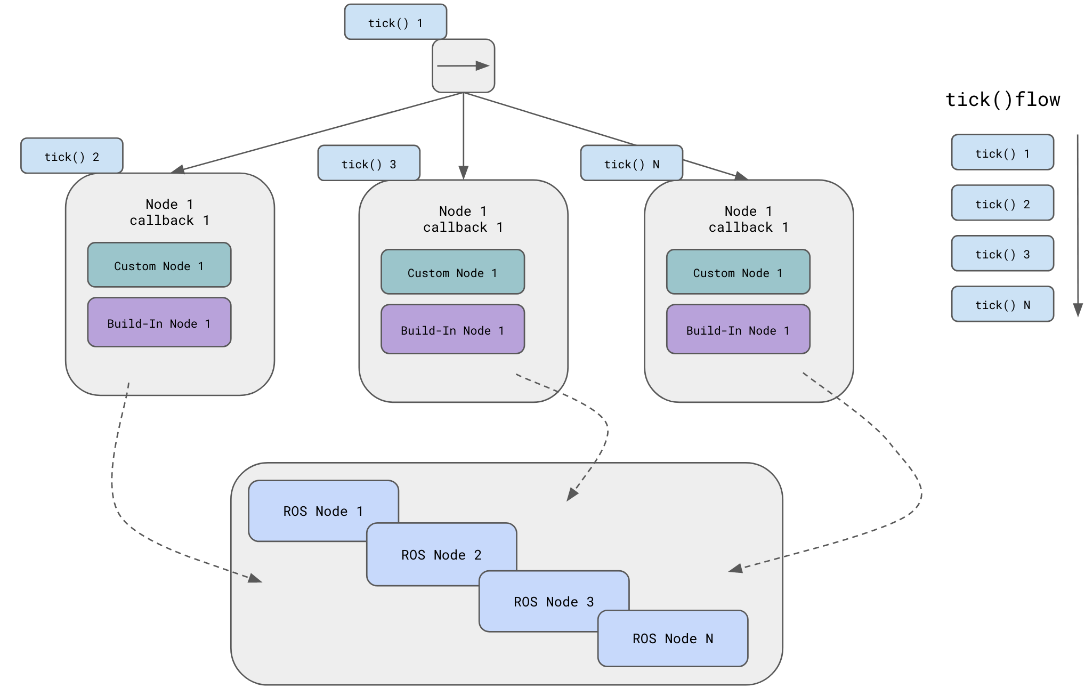 tick() 1
tick() 2
tick() 3
tick() N
Node 1
callback 1
Custom Node 1
Build-In Node 1
Node 1
callback 1
Custom Node 1
Build-In Node 1
Node 1
callback 1
Custom Node 1
Build-In Node 1
ROS Node 1
ROS Node 2
ROS Node 3
ROS Node N
tick()flow
tick() 1
tick() 2
tick() 3
tick() N